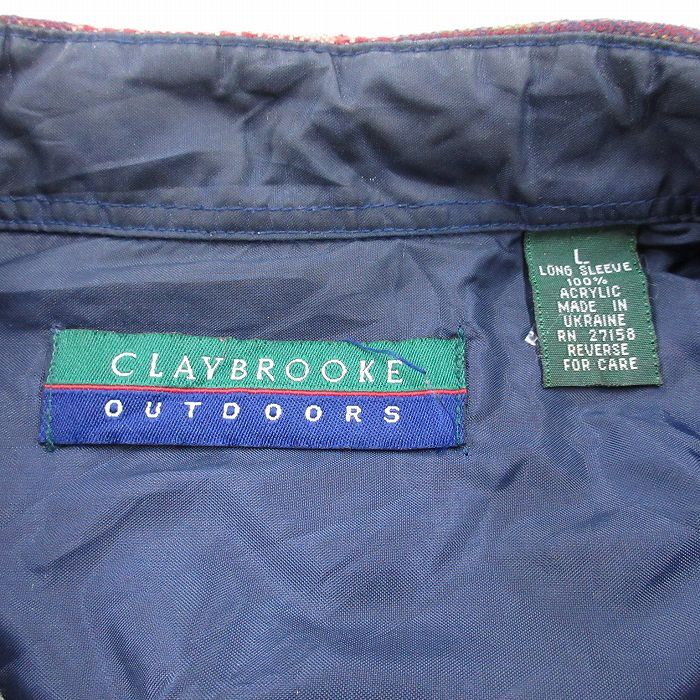 CLAYBROOKE
OUTDOORS
L
LONG SLEEVE
100%
ACRYLIC
MADE IN
UKRAINE
RN 27158
REVERSE
FOR CARE